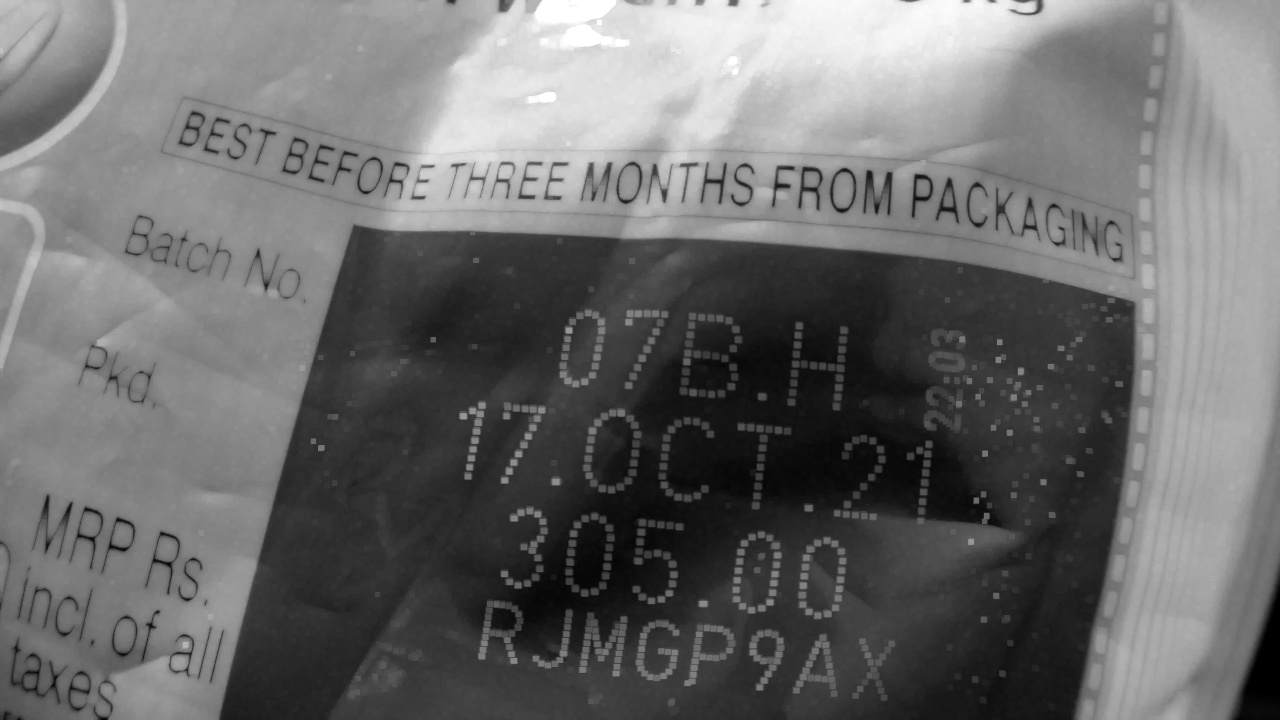 kg
BEST BEFORE THREE MONTHS FROM PACKAGING
Batch No.
07B.H
22:03
Pkd.
17.OCT.21
MRP Rs.
305.00
incl. of all
RJMGP9AX
taxes